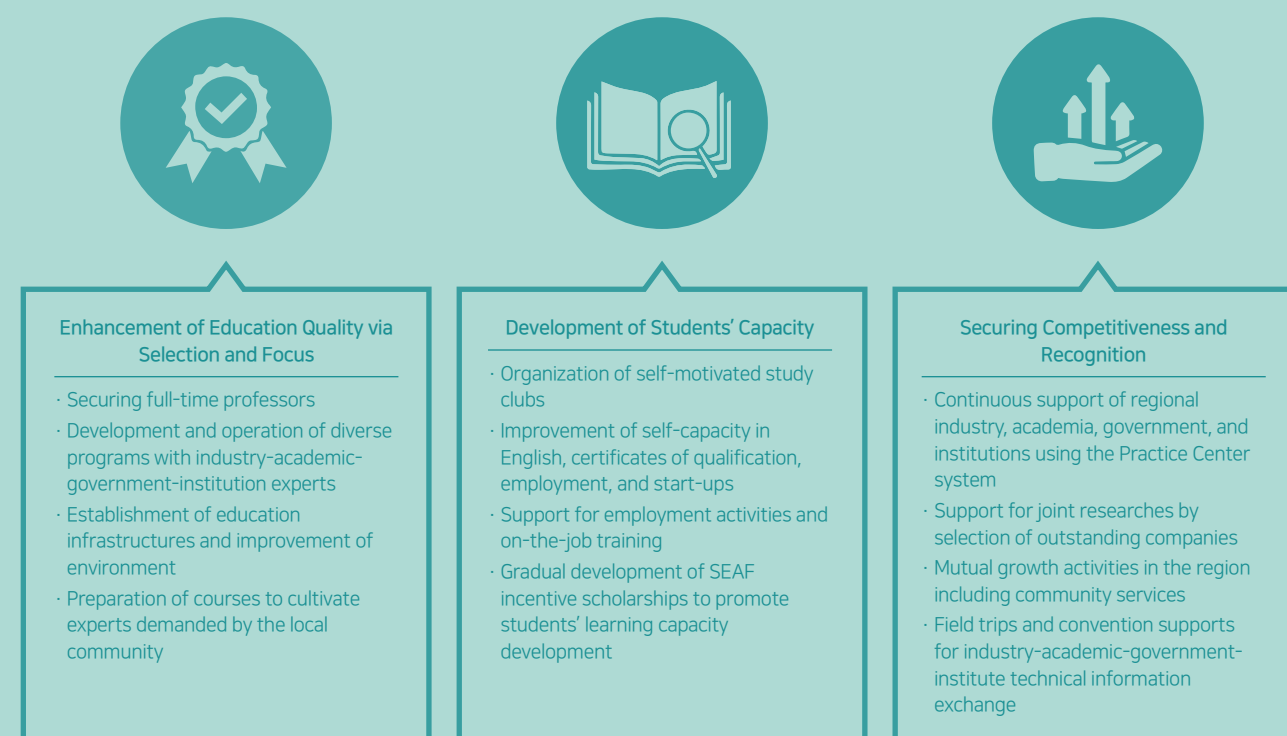 Enhancement of Education Quality via
Selection and Focus
· Securing full-time professors
· Development and operation of diverse
programs with industry-academic-
government-institution experts
· Establishment of education
infrastructures and improvement of
environment
· Preparation of courses to cultivate
experts demanded by the local
community
Development of Students' Capacity
· Organization of self-motivated study
clubs
· Improvement of self-capacity in
English, certificates of qualification,
employment, and start-ups
· Support for employment activities and
on-the-job training
· Gradual development of SEAF
incentive scholarships to promote
students' learning capacity
development
Securing Competitiveness and
Recognition
· Continuous support of regional
industry, academia, government, and
institutions using the Practice Center
system
· Support for joint researches by
selection of outstanding companies
· Mutual growth activities in the region
including community services
· Field trips and convention supports
for industry-academic-government-
institute technical information
exchange